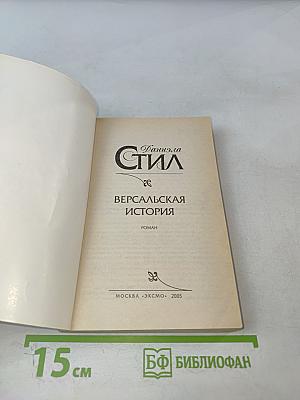 Даниэла
СТИЛ
ВЕРСАЛЬСКАЯ
ИСТОРИЯ
РОМАН
МОСКВА «ЭКСМО» 2005
15 см
БФ БИБЛИОФАН